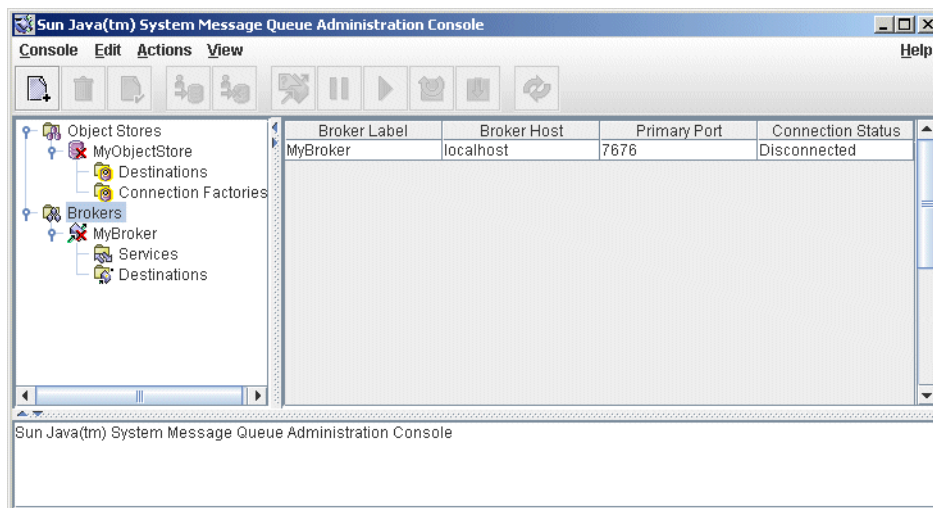 Sun Java(tm) System Message Queue Administration Console
Console Edit Actions View Help
Object Stores
MyObjectStore
Destinations
Connection Factories
Brokers
MyBroker
Services
Destinations
Broker Label Broker Host Primary Port Connection Status
MyBroker localhost 7676 Disconnected
Sun Java(tm) System Message Queue Administration Console